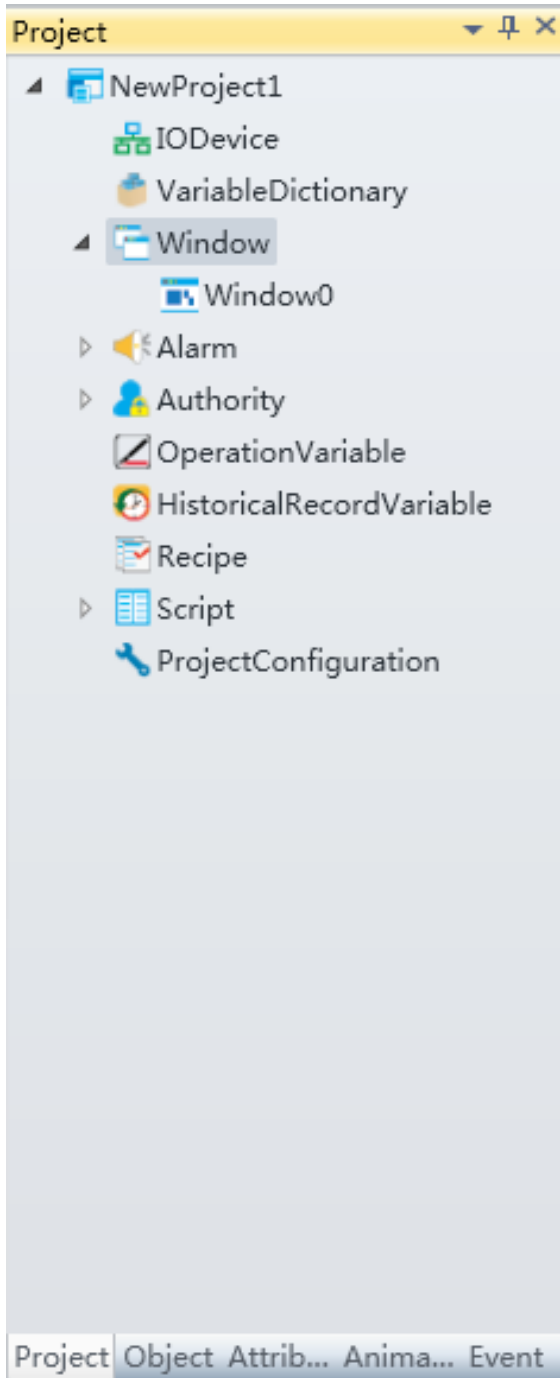 Project
NewProject1
IODevice
VariableDictionary
Window
Window0
Alarm
Authority
OperationVariable
HistoricalRecordVariable
Recipe
Script
ProjectConfiguration
Project Object Attrib... Anima... Event